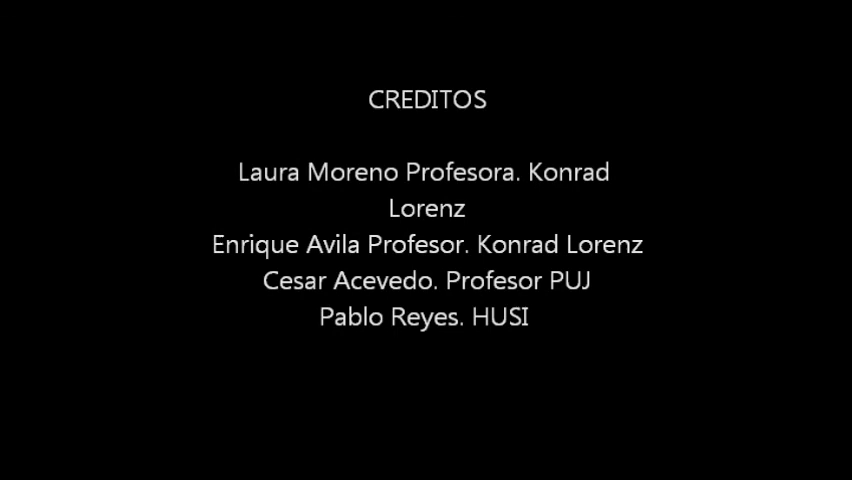 CREDITOS
Laura Moreno Profesora. Konrad
Lorenz
Enrique Avila Profesor. Konrad Lorenz
Cesar Acevedo. Profesor PUJ
Pablo Reyes. HUSI